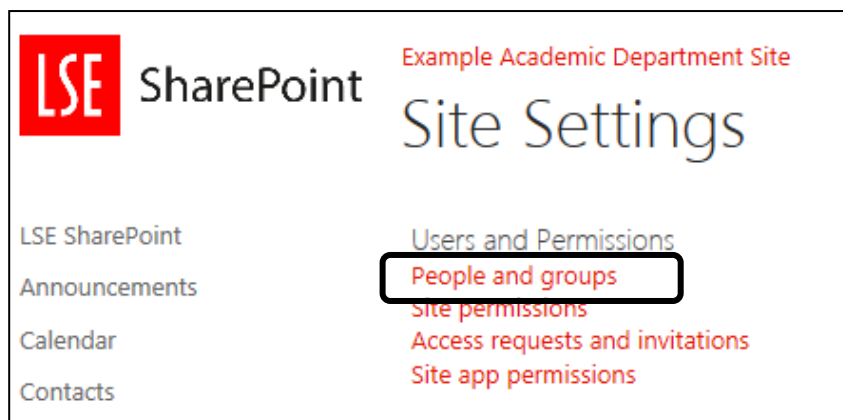 LSE SharePoint
Example Academic Department Site
Site Settings
LSE SharePoint
Announcements
Calendar
Contacts
Users and Permissions
People and groups
Site permissions
Access requests and invitations
Site app permissions